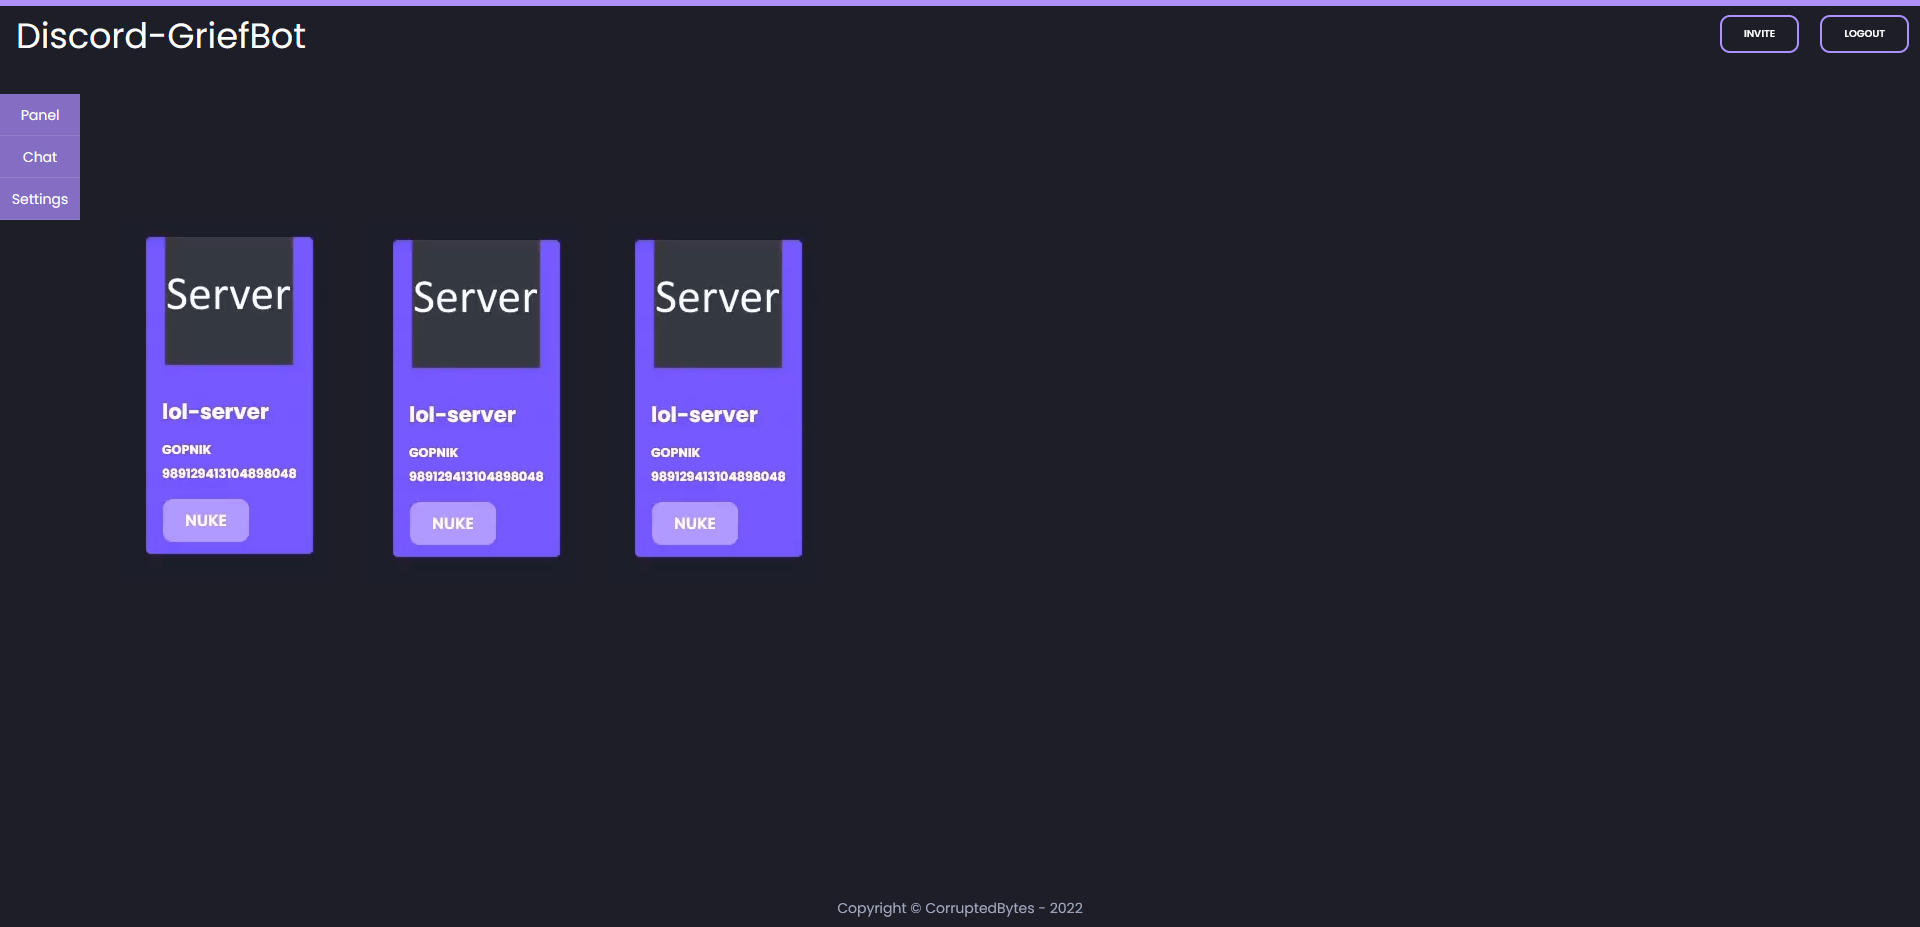 Discord-GriefBot
INVITE
LOGOUT
Panel
Chat
Settings
Server
lol-server
GOPNIK
989129413104898048
NUKE
Server
lol-server
GOPNIK
989129413104898048
NUKE
Server
lol-server
GOPNIK
989129413104898048
NUKE
Copyright © CorruptedBytes - 2022